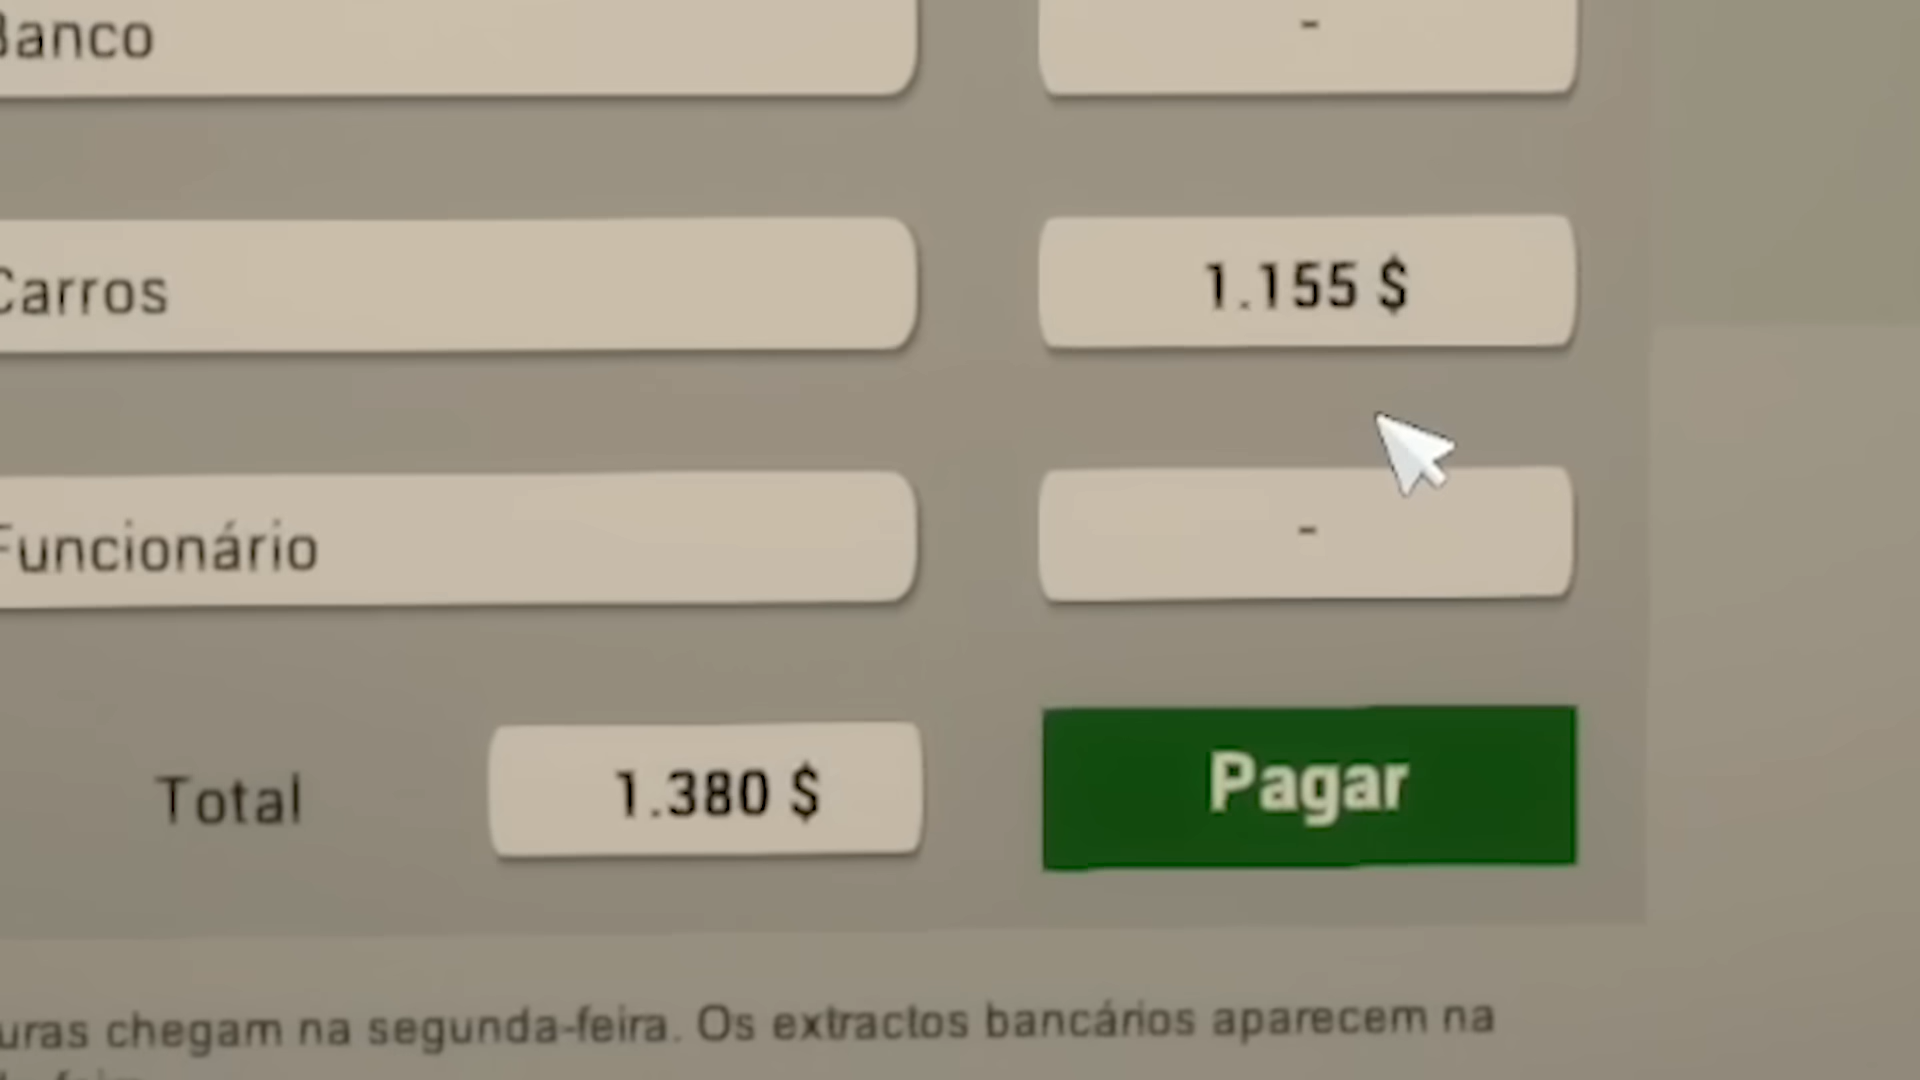 Banco -
Carros 1.155 $
Funcionário -
Total 1.380 $ Pagar
uras chegam na segunda-feira. Os extractos bancários aparecem na